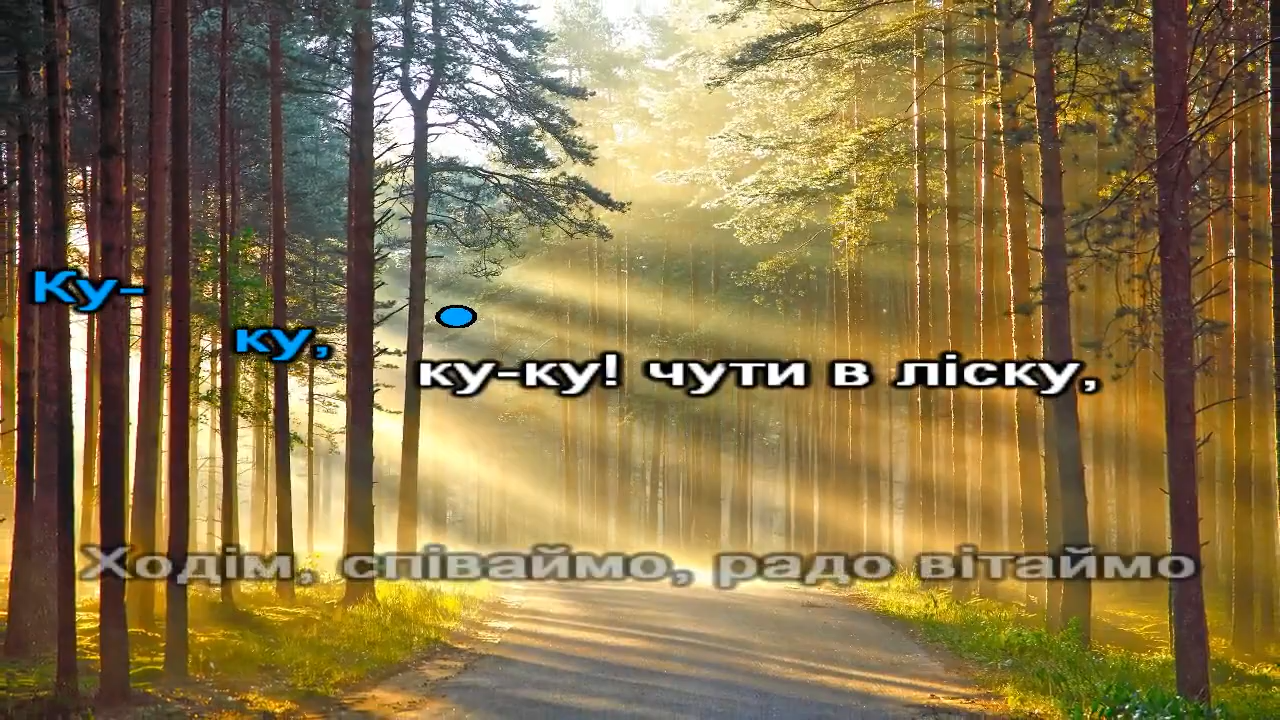 Ку-
ку,
ку-ку! чути в ліску,
Ходім, співаймо, радо вітаймо